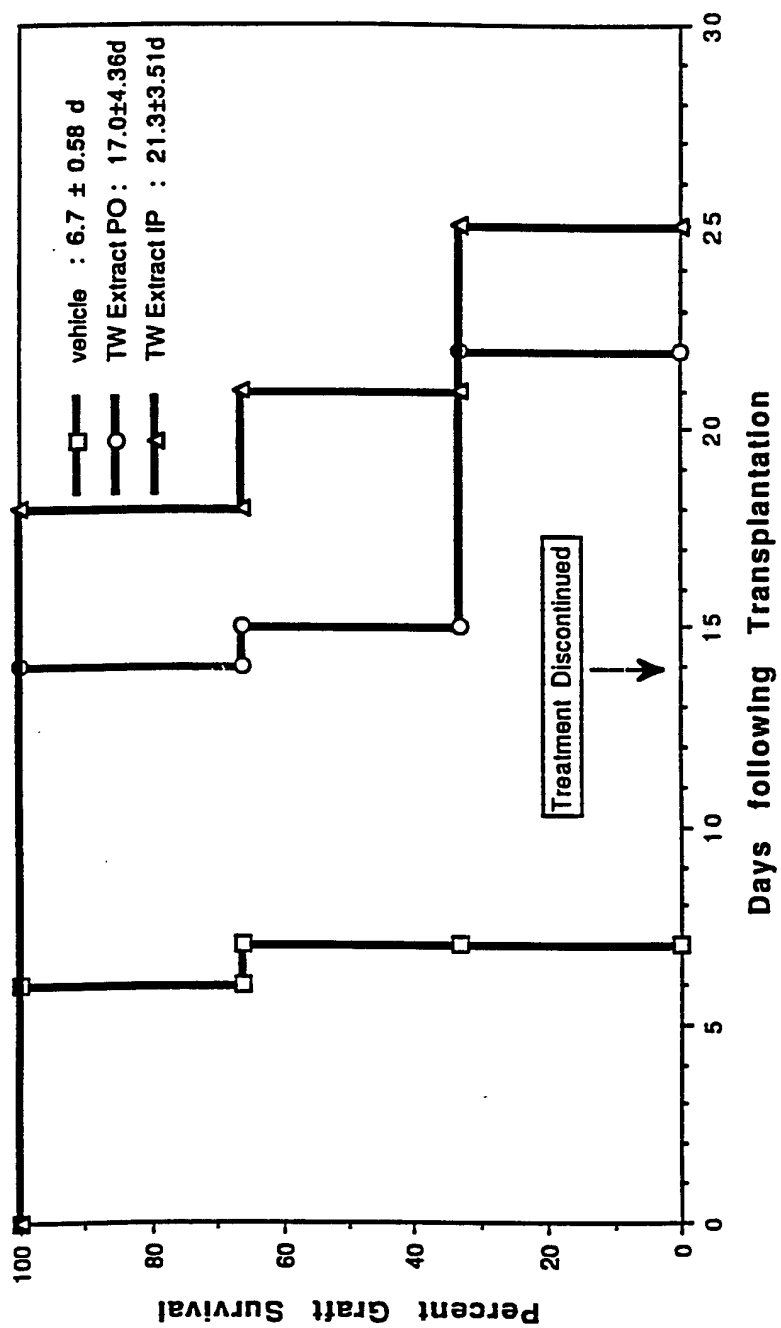 vehicle : 6.7 ± 0.58 d
TW Extract PO : 17.0±4.36d
TW Extract IP : 21.3±3.51d
Percent Graft Survival
100
80
60
40
20
0
Treatment Discontinued
0
5
10
15
20
25
30
Days following Transplantation